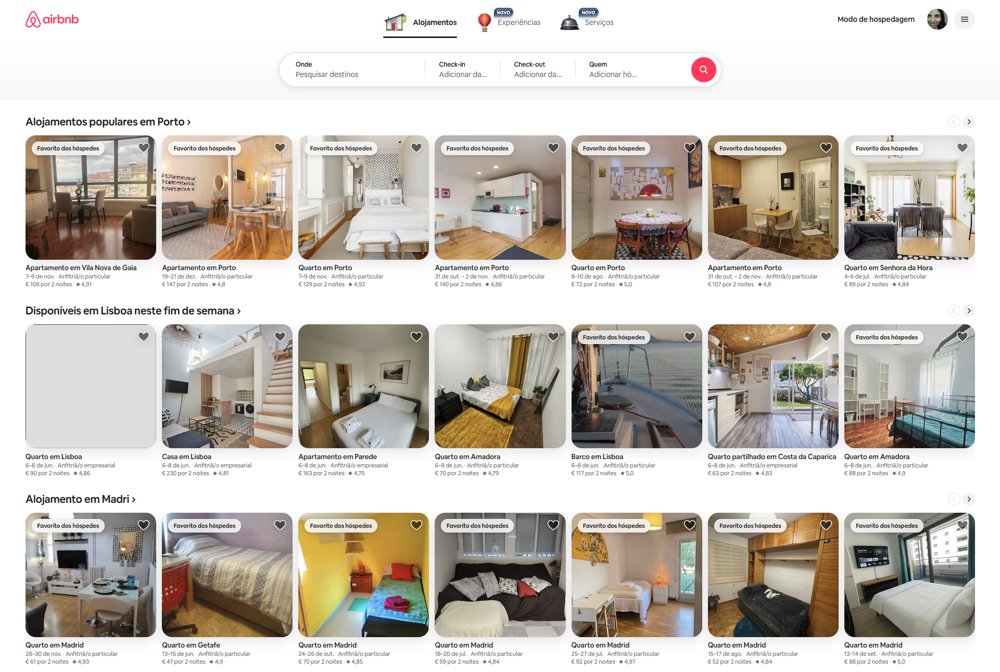 airbnb
Alojamentos
NOVO
Experiências
NOVO
Serviços
Modo de hospedagem
Onde
Pesquisar destinos
Check-in
Adicionar da...
Check-out
Adicionar da...
Quem
Adicionar hó...
Alojamentos populares em Porto ›
Favorito dos hóspedes
Favorito dos hóspedes
Favorito dos hóspedes
Favorito dos hóspedes
Favorito dos hóspedes
Favorito dos hóspedes
Favorito dos hóspedes
Apartamento em Vila Nova de Gaia
7–9 de nov. · Anfitriã/o particular
€ 108 por 2 noites · ★ 4,91
Apartamento em Porto
19–21 de dez. · Anfitriã/o particular
€ 147 por 2 noites · ★ 4,8
Quarto em Porto
7–9 de nov. · Anfitriã/o particular
€ 129 por 2 noites · ★ 4,92
Apartamento em Porto
31 de out. – 2 de nov. · Anfitriã/o particular
€ 140 por 2 noites · ★ 4,86
Quarto em Porto
8–10 de ago. · Anfitriã/o particular
€ 72 por 2 noites · ★ 5,0
Apartamento em Porto
31 de out. – 2 de nov. · Anfitriã/o particular
€ 107 por 2 noites · ★ 4,8
Quarto em Senhora da Hora
4–6 de jul. · Anfitriã/o particular
€ 89 por 2 noites · ★ 4,84
Disponíveis em Lisboa neste fim de semana ›
Favorito dos hóspedes
Favorito dos hóspedes
Quarto em Lisboa
6–8 de jun. · Anfitriã/o empresarial
€ 90 por 2 noites · ★ 4,86
Casa em Lisboa
6–8 de jun. · Anfitriã/o empresarial
€ 230 por 2 noites · ★ 4,81
Apartamento em Parede
6–8 de jun. · Anfitriã/o empresarial
€ 163 por 2 noites · ★ 4,75
Quarto em Amadora
6–8 de jun. · Anfitriã/o particular
€ 70 por 2 noites · ★ 4,79
Barco em Lisboa
6–8 de jun. · Anfitriã/o particular
€ 117 por 2 noites · ★ 5,0
Quarto partilhado em Costa da Caparica
6–8 de jun. · Anfitriã/o empresarial
€ 63 por 2 noites · ★ 4,83
Quarto em Amadora
6–8 de jun. · Anfitriã/o particular
€ 88 por 2 noites · ★ 4,9
Alojamento em Madri ›
Favorito dos hóspedes
Favorito dos hóspedes
Favorito dos hóspedes
Favorito dos hóspedes
Favorito dos hóspedes
Favorito dos hóspedes
Favorito dos hóspedes
Quarto em Madrid
28–30 de nov. · Anfitriã/o particular
€ 61 por 2 noites · ★ 4,93
Quarto em Getafe
13–15 de jun. · Anfitriã/o particular
€ 47 por 2 noites · ★ 4,9
Quarto em Madrid
24–26 de out. · Anfitriã/o particular
€ 70 por 2 noites · ★ 4,85
Quarto em Madrid
18–20 de jul. · Anfitriã/o particular
€ 59 por 2 noites · ★ 4,84
Quarto em Madrid
25–27 de jul. · Anfitriã/o particular
€ 92 por 2 noites · ★ 4,97
Quarto em Madrid
15–17 de ago. · Anfitriã/o particular
€ 52 por 2 noites · ★ 4,84
Quarto em Madrid
12–14 de set. · Anfitriã/o particular
€ 88 por 2 noites · ★ 5,0